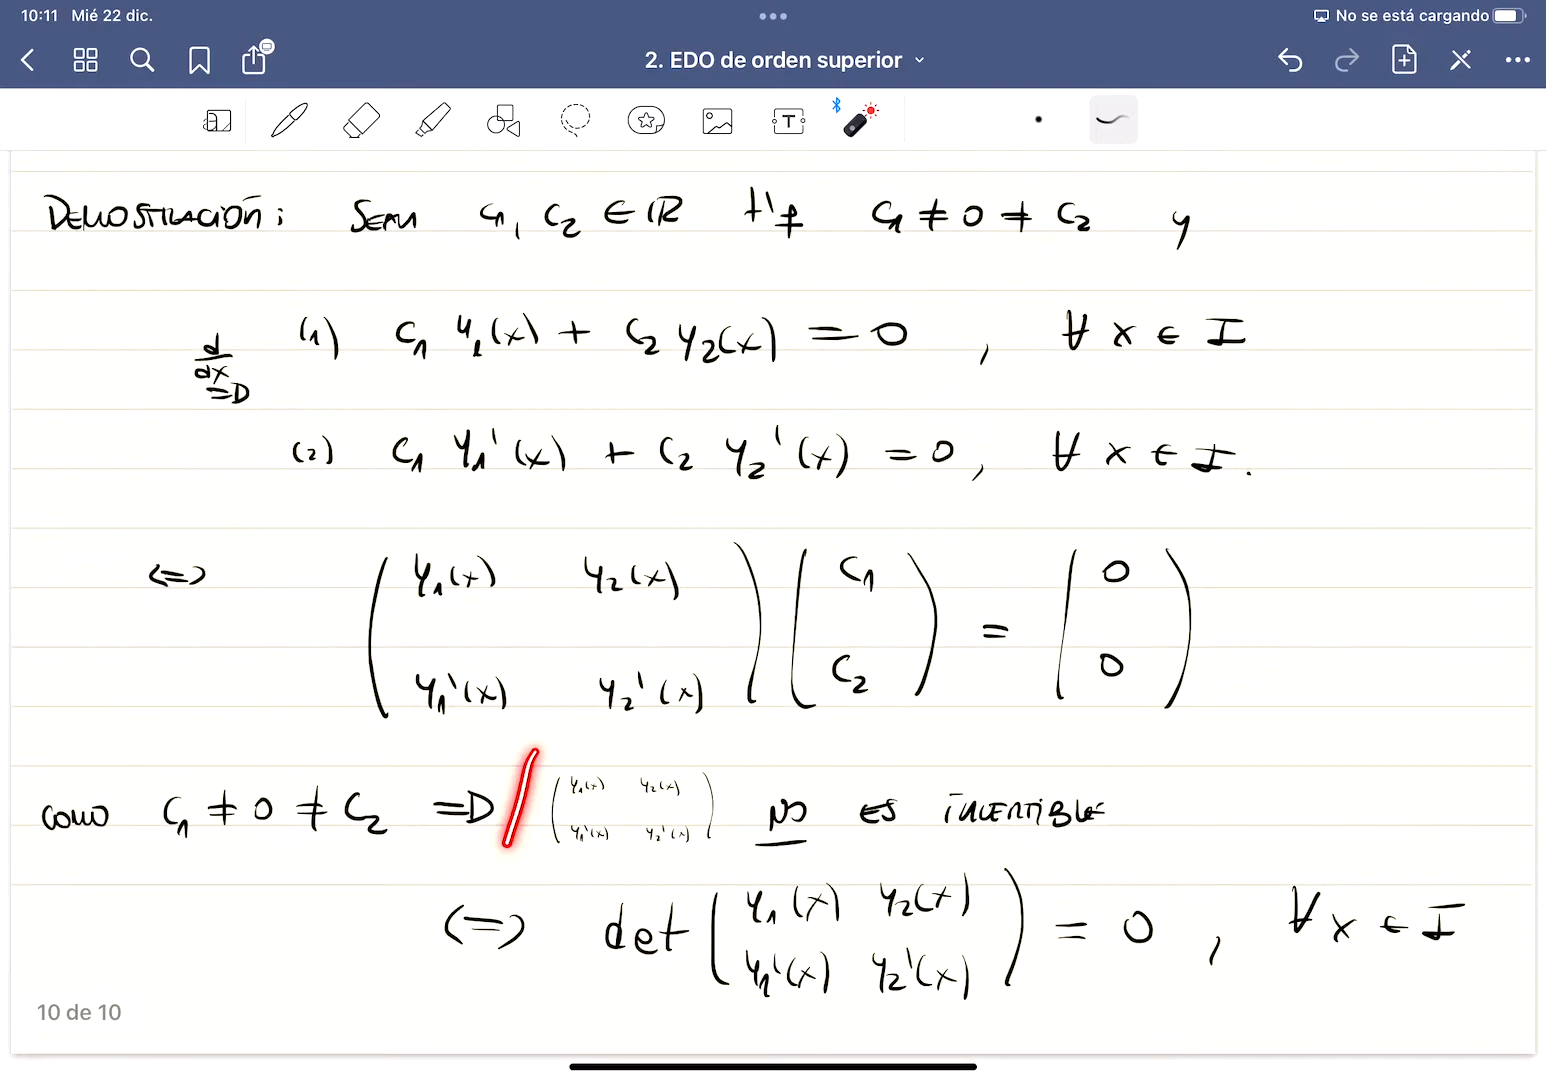 10:11 Mié 22 dic.
No se está cargando
2. EDO de orden superior
DEMOSTRACIÓN: SEAN C₁, C₂ ∈ ℝ t'q C₁ ≠ 0 ≠ C₂ y
(1) C₁ y₁(x) + C₂ y₂(x) = 0 , ∀ x ∈ I
d/dx ⇒
(2) C₁ y₁'(x) + C₂ y₂'(x) = 0, ∀ x ∈ I.
⇔ ( y₁(x) y₂(x) ; y₁'(x) y₂'(x) ) ( C₁ ; C₂ ) = ( 0 ; 0 )
COMO C₁ ≠ 0 ≠ C₂ ⇒ ( y₁(x) y₂(x) ; y₁'(x) y₂'(x) ) NO ES INVERTIBLE
⇔ det ( y₁(x) y₂(x) ; y₁'(x) y₂'(x) ) = 0 , ∀ x ∈ I
10 de 10